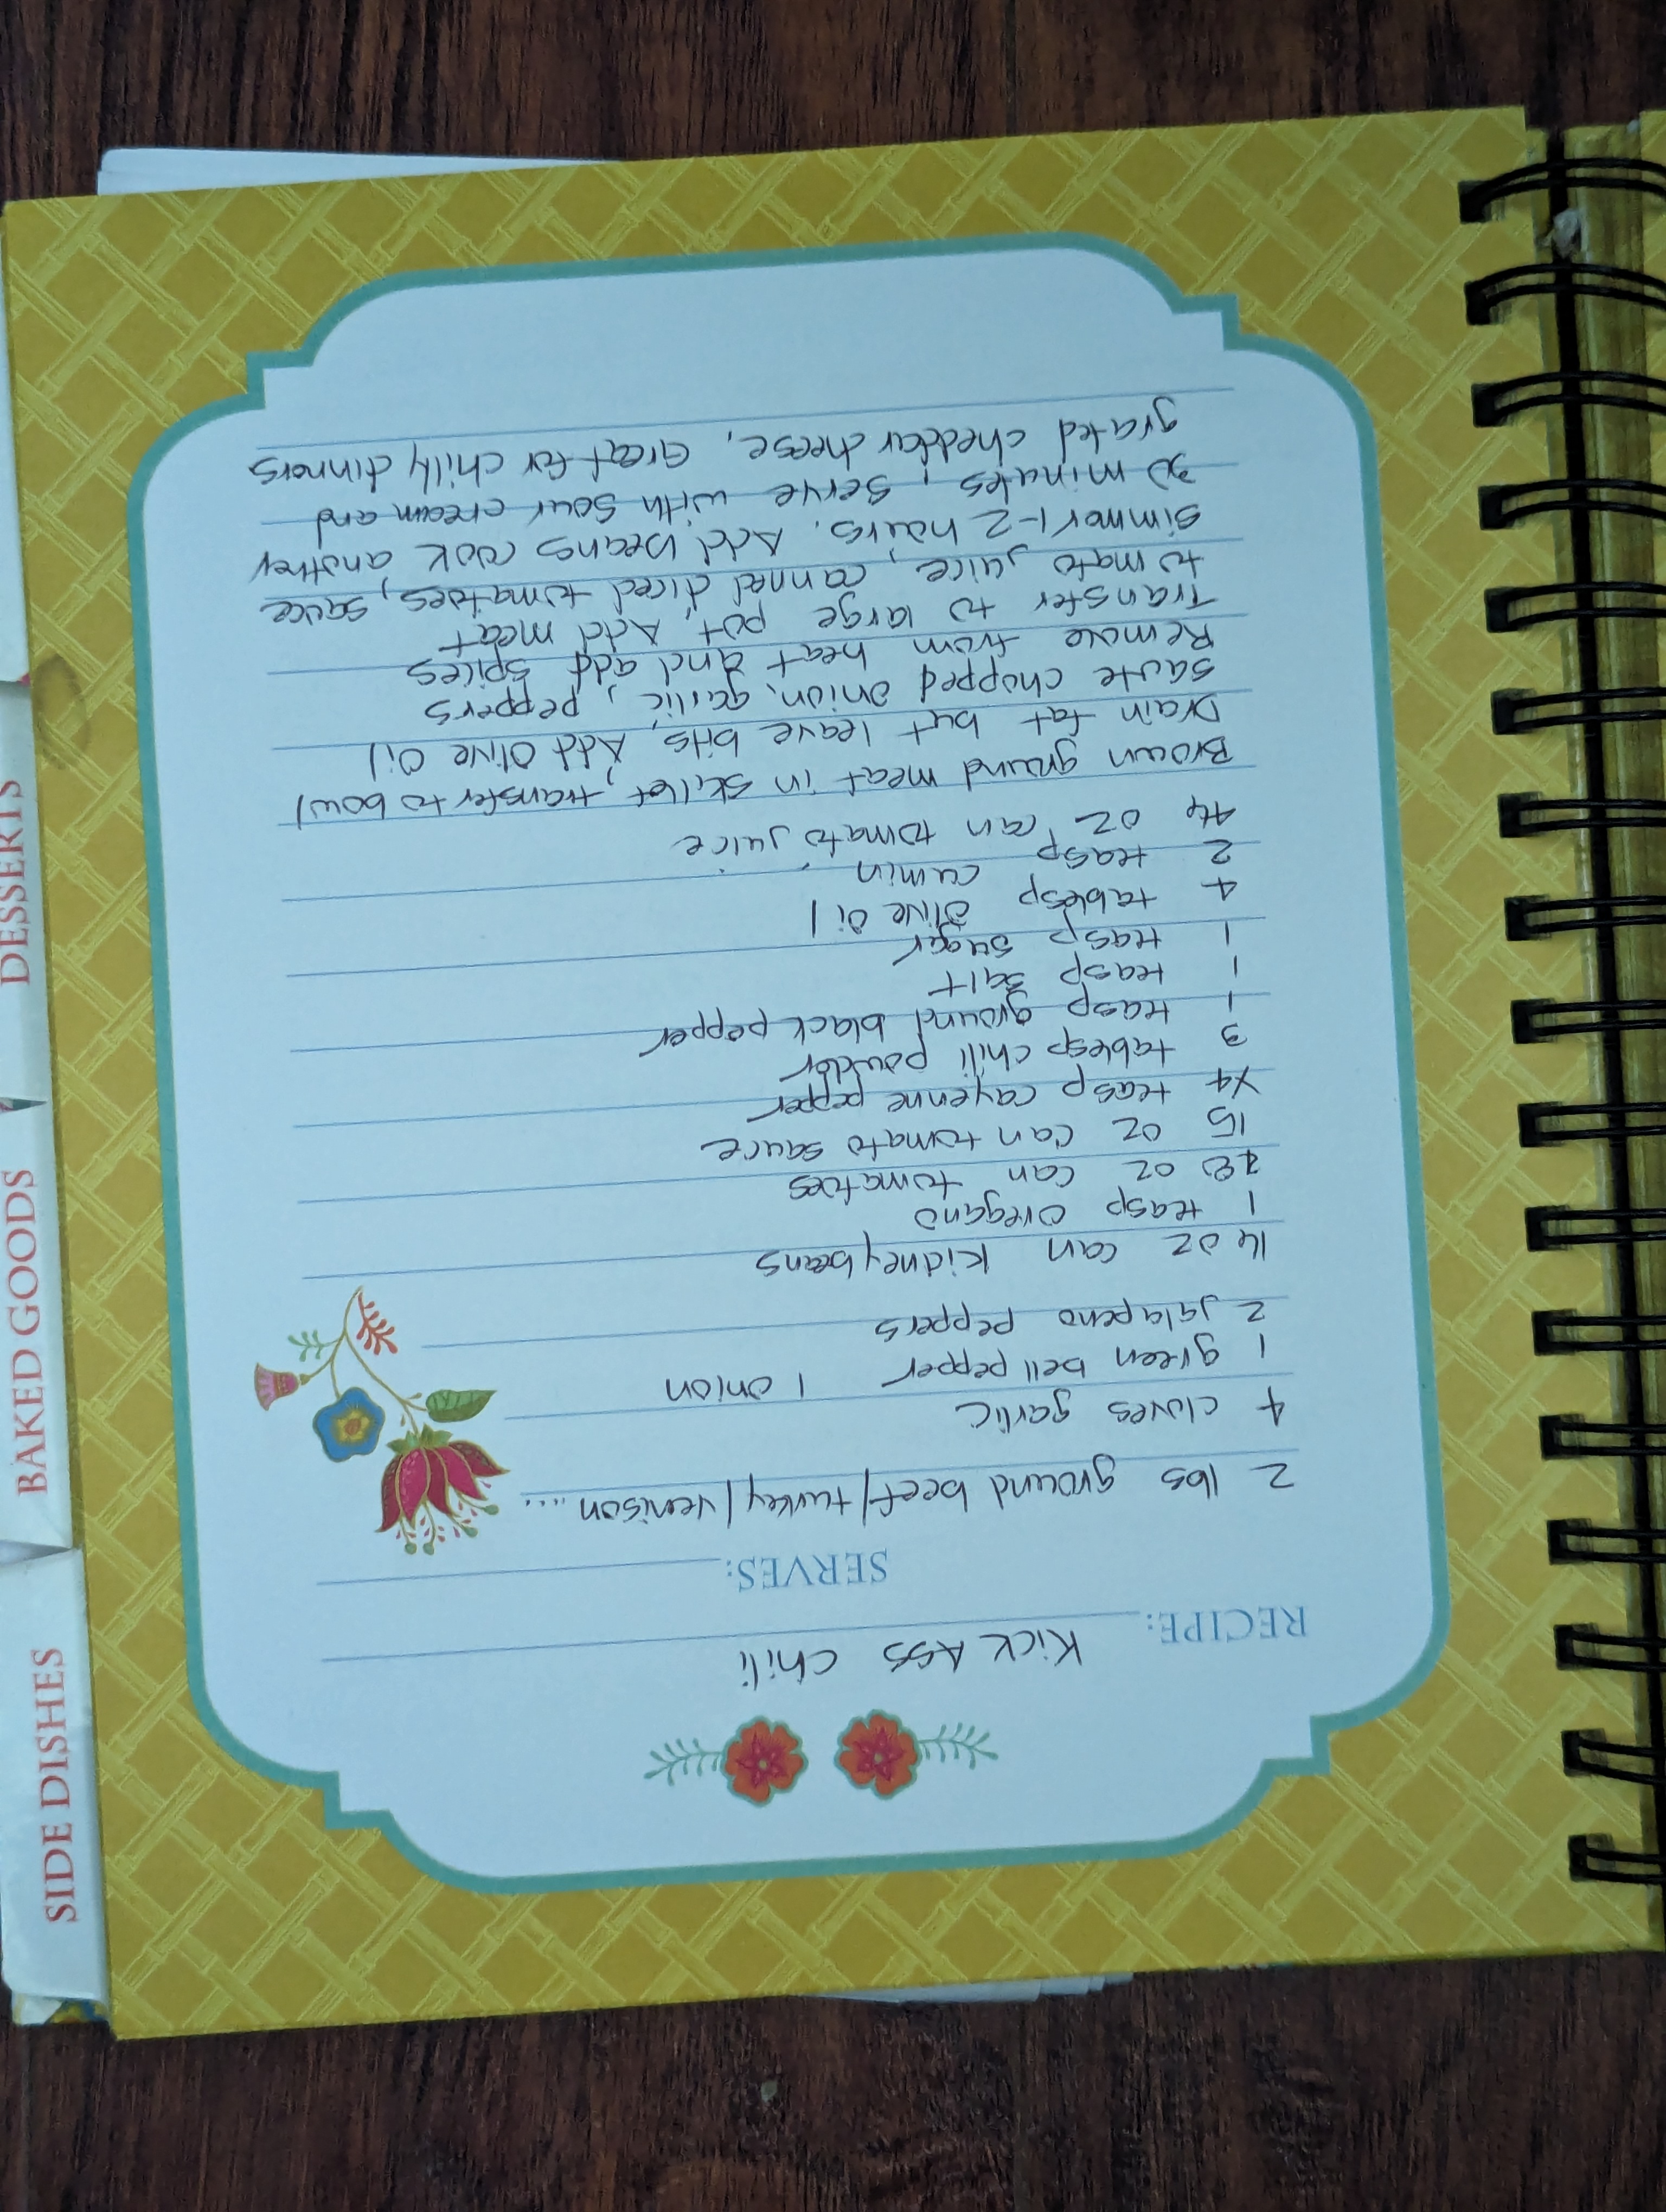 RECIPE: Kick Ass Chili
SERVES:
2 lbs ground beef/turkey/venison....
4 cloves garlic
1 green bell pepper 1 onion
2 jalapeno peppers
16 oz can kidney beans
1 teasp oregano
28 oz can tomatoes
15 oz can tomato sauce
1/4 teasp cayenne pepper
3 tablesp chili powder
1 teasp ground black pepper
1 teasp salt
1 teasp sugar
4 tablesp olive oil
2 teasp cumin
46 oz can tomato juice
Brown ground meat in skillet, transfer to bowl
Drain fat but leave bits, Add olive oil
saute chopped onion, garlic, peppers
Remove from heat and add spices
Transfer to large pot, Add meat
tomato juice, canned diced tomatoes, sauce
simmer 1-2 hours. Add beans cook another
30 minutes, serve with sour cream and
grated cheddar cheese, Great for chilly dinners
SIDE DISHES
BAKED GOODS
DESSERTS